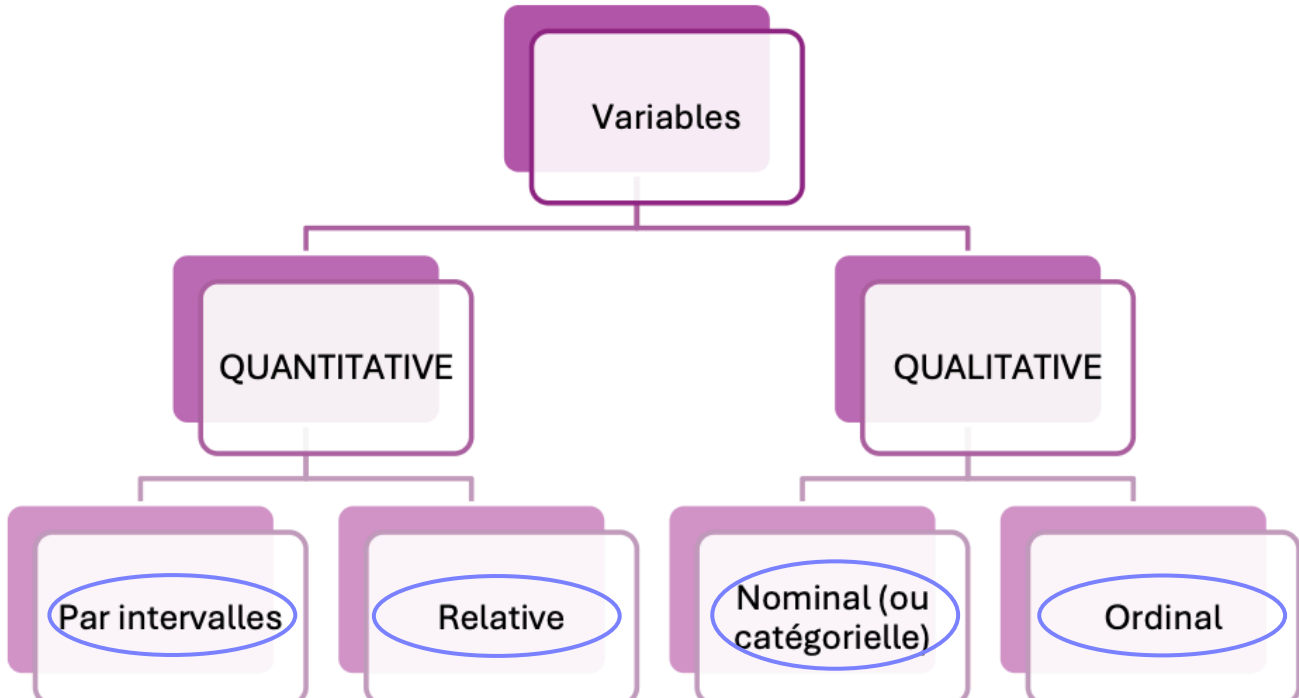 Variables
QUANTITATIVE
QUALITATIVE
Par intervalles
Relative
Nominal (ou
catégorielle)
Ordinal